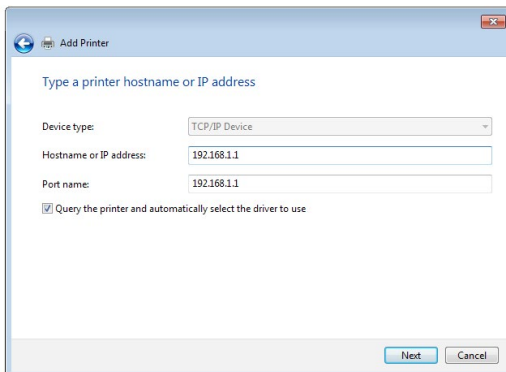 Add Printer
Type a printer hostname or IP address
Device type: TCP/IP Device
Hostname or IP address: 192.168.1.1
Port name: 192.168.1.1
Query the printer and automatically select the driver to use
Next Cancel